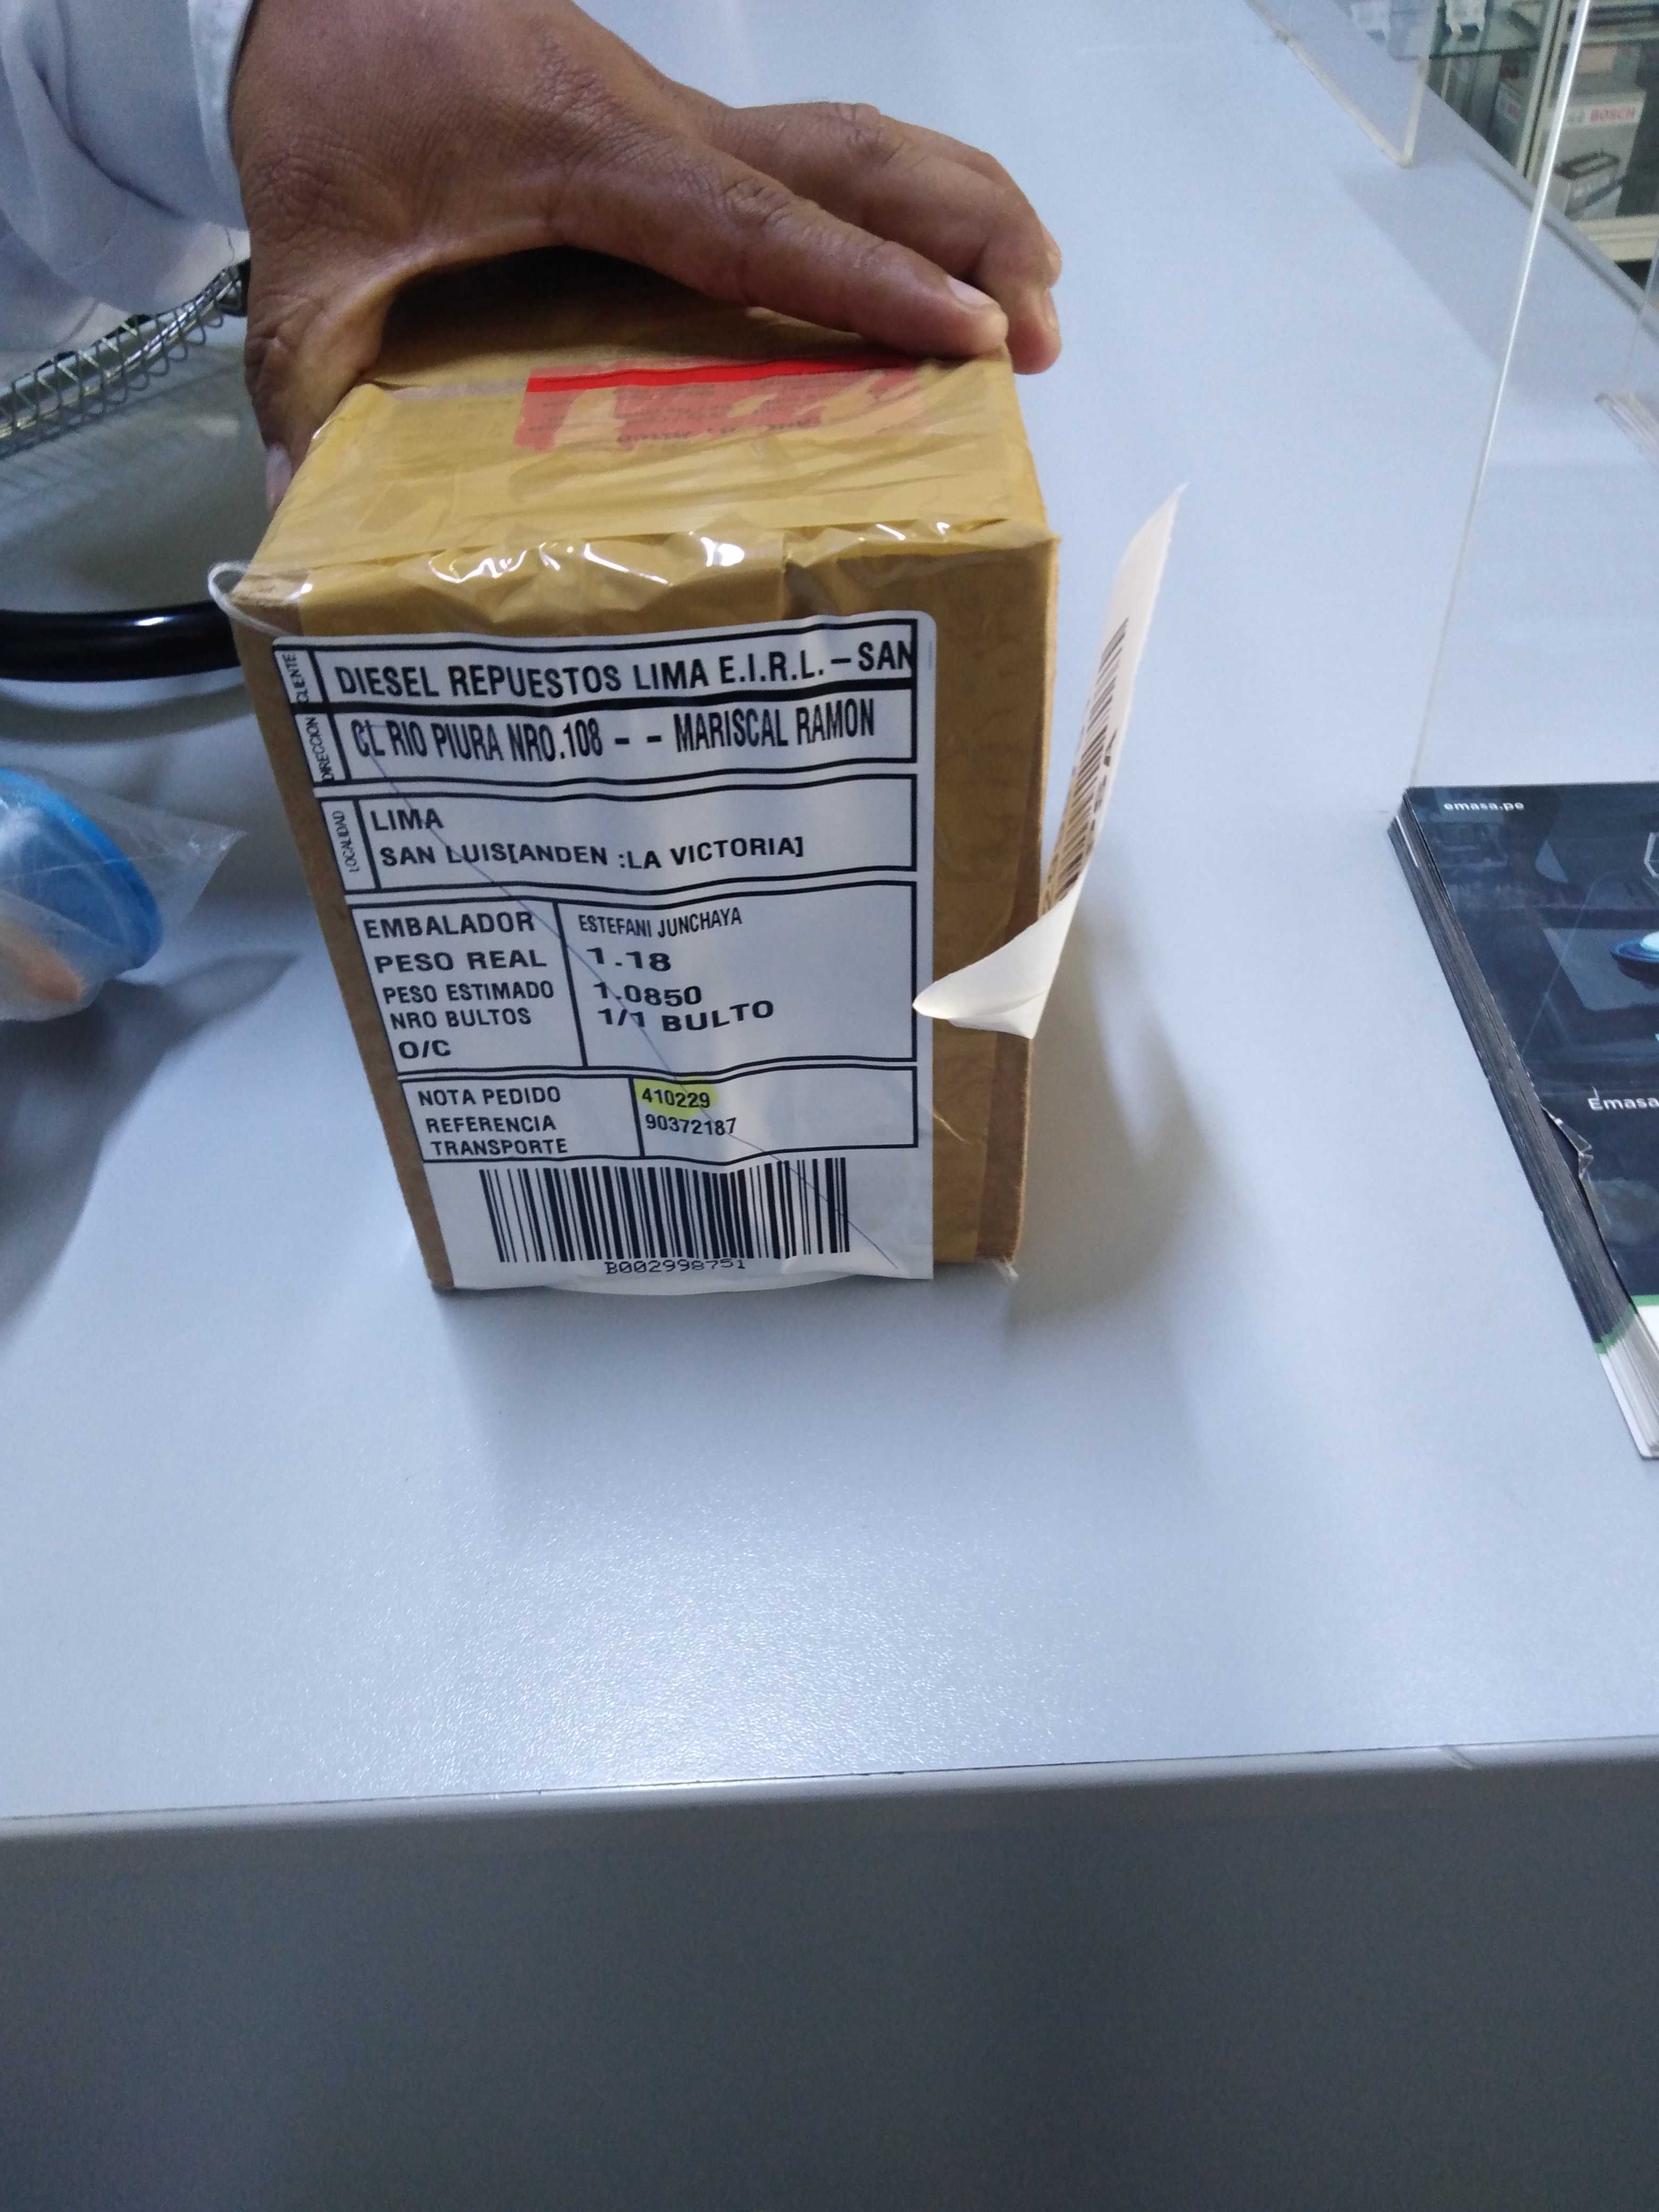 BOSCH
CLIENTE
DIESEL REPUESTOS LIMA E.I.R.L. - SAN
DIRECCION
CL RIO PIURA NRO.108 - - MARISCAL RAMON
LOCALIDAD
LIMA
SAN LUIS[ANDEN :LA VICTORIA]
EMBALADOR ESTEFANI JUNCHAYA
PESO REAL 1.18
PESO ESTIMADO 1.0850
NRO BULTOS 1/1 BULTO
O/C
NOTA PEDIDO 410229
REFERENCIA 90372187
TRANSPORTE
B002998751
emasa.pe
Emasa